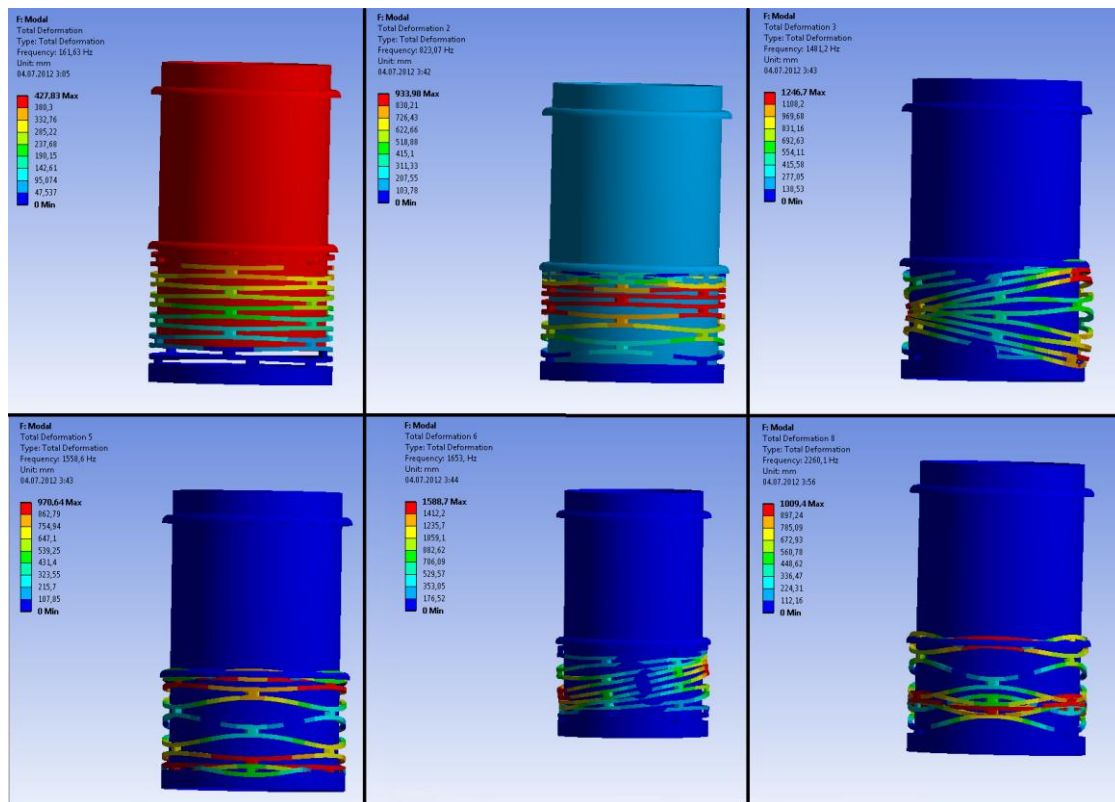 F: Modal
Total Deformation
Type: Total Deformation
Frequency: 161,63 Hz
Unit: mm
04.07.2012 3:05
427,83 Max
380,3
332,76
285,22
237,68
190,15
142,61
95,074
47,537
0 Min
F: Modal
Total Deformation 2
Type: Total Deformation
Frequency: 823,07 Hz
Unit: mm
04.07.2012 3:42
933,98 Max
830,21
726,43
622,66
518,88
415,1
311,33
207,55
103,78
0 Min
F: Modal
Total Deformation 3
Type: Total Deformation
Frequency: 1481,2 Hz
Unit: mm
04.07.2012 3:43
1246,7 Max
1108,2
969,68
831,16
692,63
554,11
415,58
277,05
138,53
0 Min
F: Modal
Total Deformation 5
Type: Total Deformation
Frequency: 1558,6 Hz
Unit: mm
04.07.2012 3:43
970,64 Max
862,79
754,94
647,1
539,25
431,4
323,55
215,7
107,85
0 Min
F: Modal
Total Deformation 6
Type: Total Deformation
Frequency: 1653, Hz
Unit: mm
04.07.2012 3:44
1588,7 Max
1412,2
1235,7
1059,1
882,62
706,09
529,57
353,05
176,52
0 Min
F: Modal
Total Deformation 8
Type: Total Deformation
Frequency: 2260,1 Hz
Unit: mm
04.07.2012 3:56
1009,4 Max
897,24
785,09
672,93
560,78
448,62
336,47
224,31
112,16
0 Min